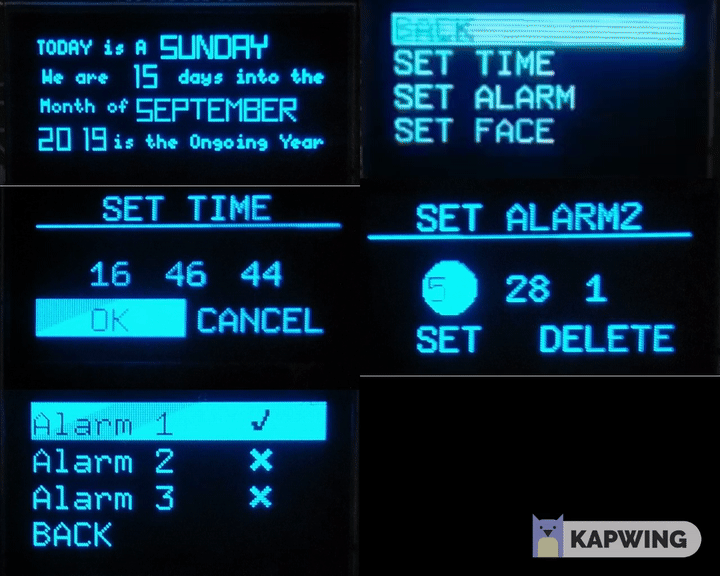 TODAY is A SUNDAY
We are 15 days into the
Month of SEPTEMBER
2019 is the Ongoing Year
BACK
SET TIME
SET ALARM
SET FACE
SET TIME
16 46 44
OK CANCEL
SET ALARM2
5 28 1
SET DELETE
Alarm 1 ✓
Alarm 2 ×
Alarm 3 ×
BACK
KAPWING